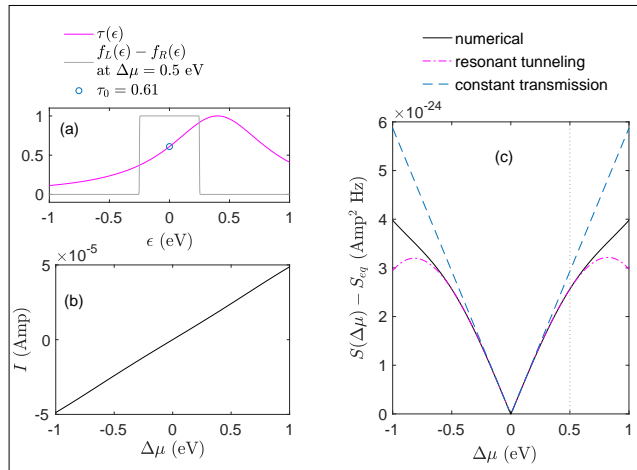 τ(ϵ)
f_L(ϵ) − f_R(ϵ)
at Δμ = 0.5 eV
τ_0 = 0.61
numerical
resonant tunneling
constant transmission
(a)
1
0.5
0
-1 -0.5 0 0.5 1
ϵ (eV)
×10^-5
(b)
5
0
-5
I (Amp)
-1 -0.5 0 0.5 1
Δμ (eV)
×10^-24
(c)
7
6
5
4
3
2
1
0
S(Δμ) − S_eq (Amp^2 Hz)
-1 -0.5 0 0.5 1
Δμ (eV)